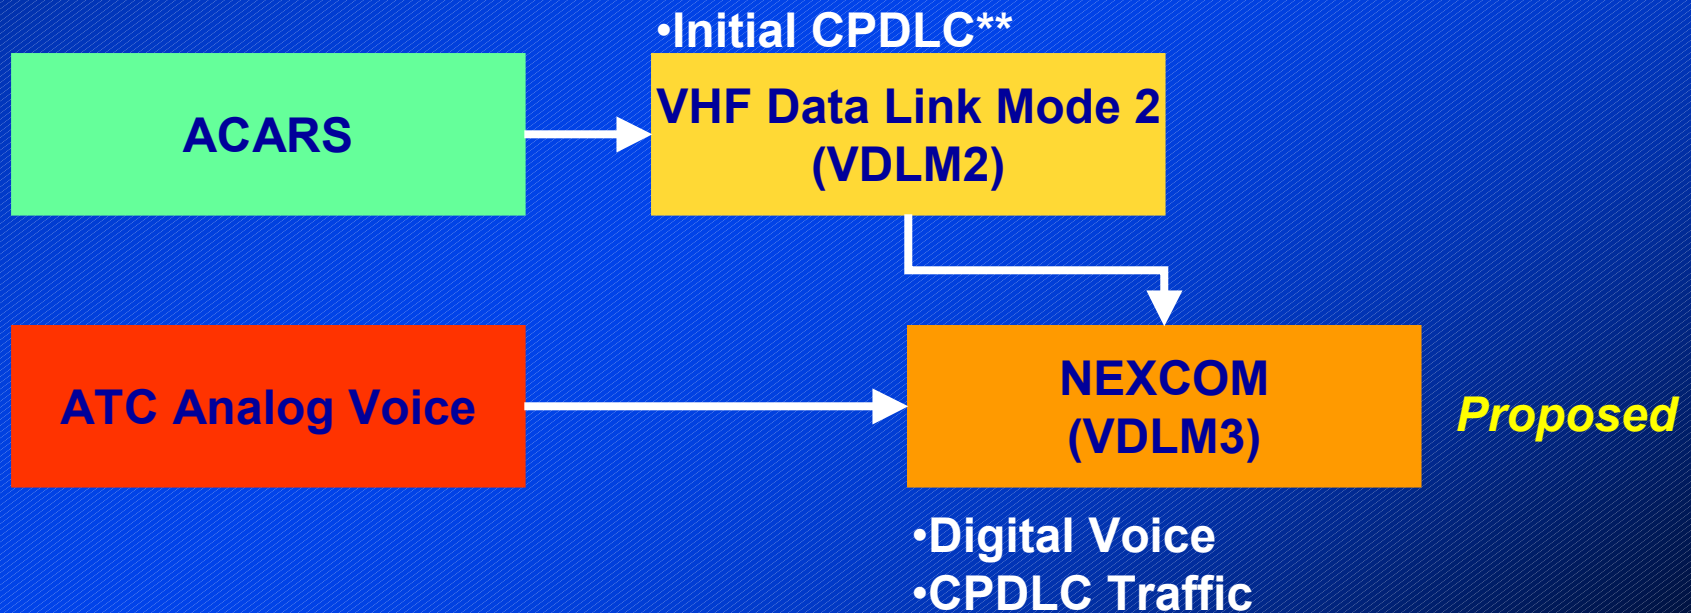 •Initial CPDLC**
ACARS
VHF Data Link Mode 2
(VDLM2)
ATC Analog Voice
NEXCOM
(VDLM3)
Proposed
•Digital Voice
•CPDLC Traffic